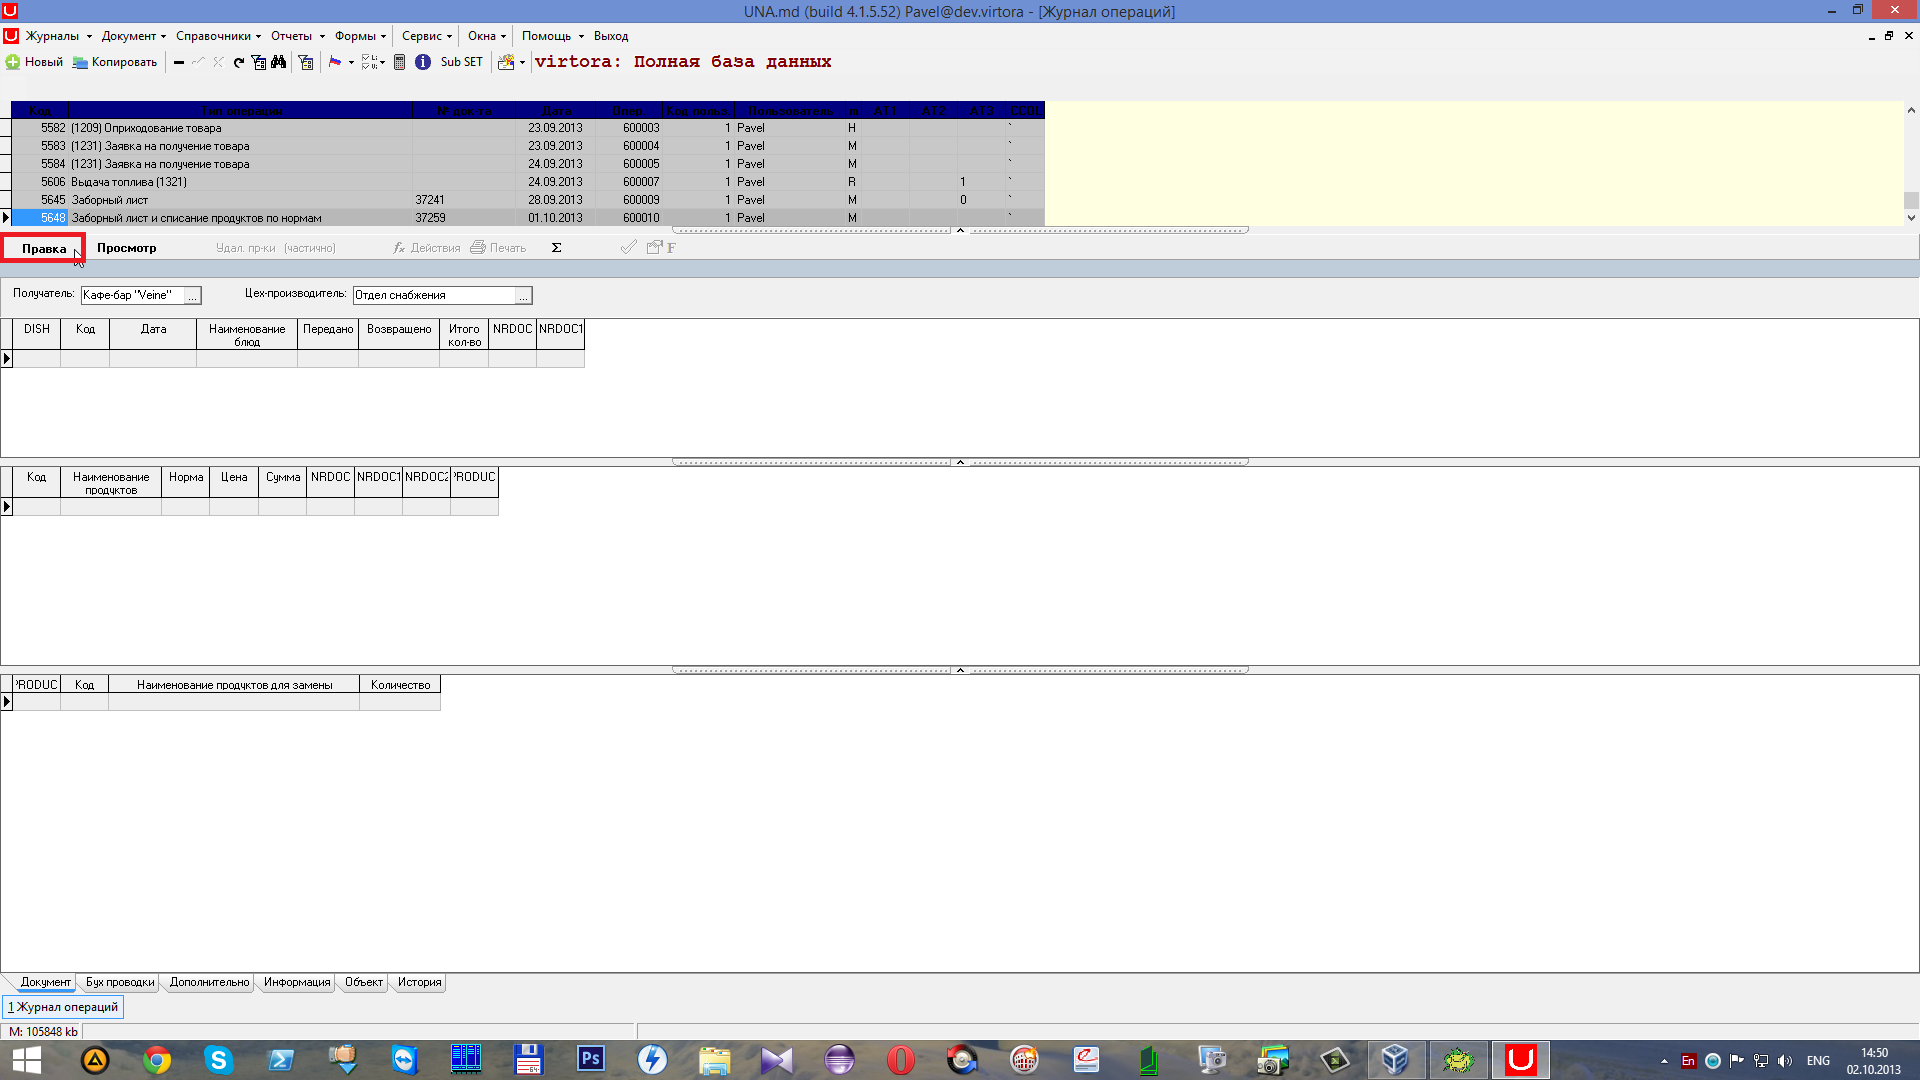 UNA.md (build 4.1.5.52) Pavel@dev.virtora - [Журнал операций]
Журналы Документ Справочники Отчеты Формы Сервис Окна Помощь Выход
Новый Копировать Sub SET virtora: Полная база данных
Код Тип операции № док-та Дата Опер. Пользователь m AT1 AT2 AT3
5582 (1209) Оприходование товара 23.09.2013 600003 1 Pavel H `
5583 (1231) Заявка на получение товара 23.09.2013 600004 1 Pavel M `
5584 (1231) Заявка на получение товара 24.09.2013 600005 1 Pavel M `
5606 Выдача топлива (1321) 24.09.2013 600007 1 Pavel R 1 `
5645 Заборный лист 37241 28.09.2013 600009 1 Pavel M 0 `
5648 Заборный лист и списание продуктов по нормам 37259 01.10.2013 600010 1 Pavel M `
Правка Просмотр Удал. пр-ки (частично) fx Действия Печать Σ F
Получатель: Кафе-бар "Veine" ... Цех-производитель: Отдел снабжения ...
DISH Код Дата Наименование блюд Передано Возвращено Итого кол-во NRDOC NRDOC1
Код Наименование продуктов Норма Цена Сумма NRDOC NRDOC1 NRDOC2 PRODUC
PRODUC Код Наименование продуктов для замены Количество
Документ Бух проводки Дополнительно Информация Объект История
1 Журнал операций
M: 105848 kb
En ENG 14:50
02.10.2013